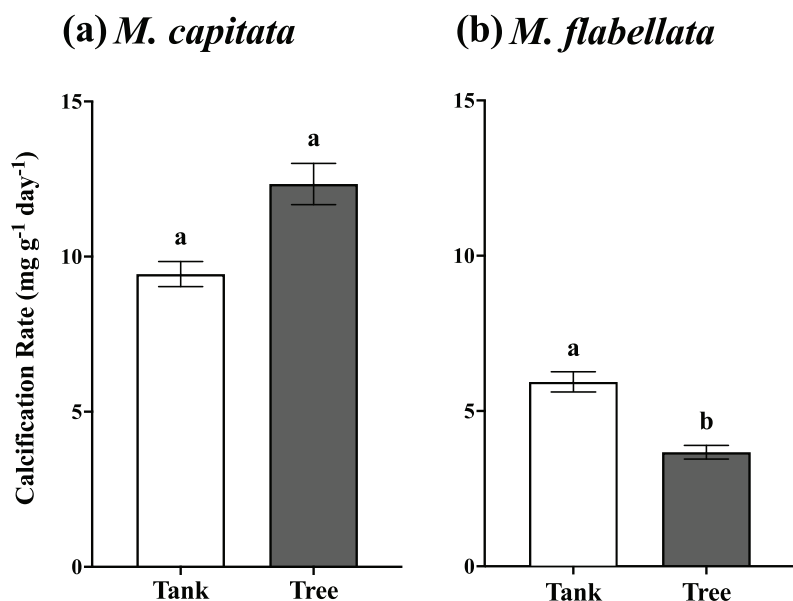 (a) M. capitata
(b) M. flabellata
Calcification Rate (mg g⁻¹ day⁻¹)
15
10
5
0
a
a
Tank
Tree
15
10
5
0
a
b
Tank
Tree